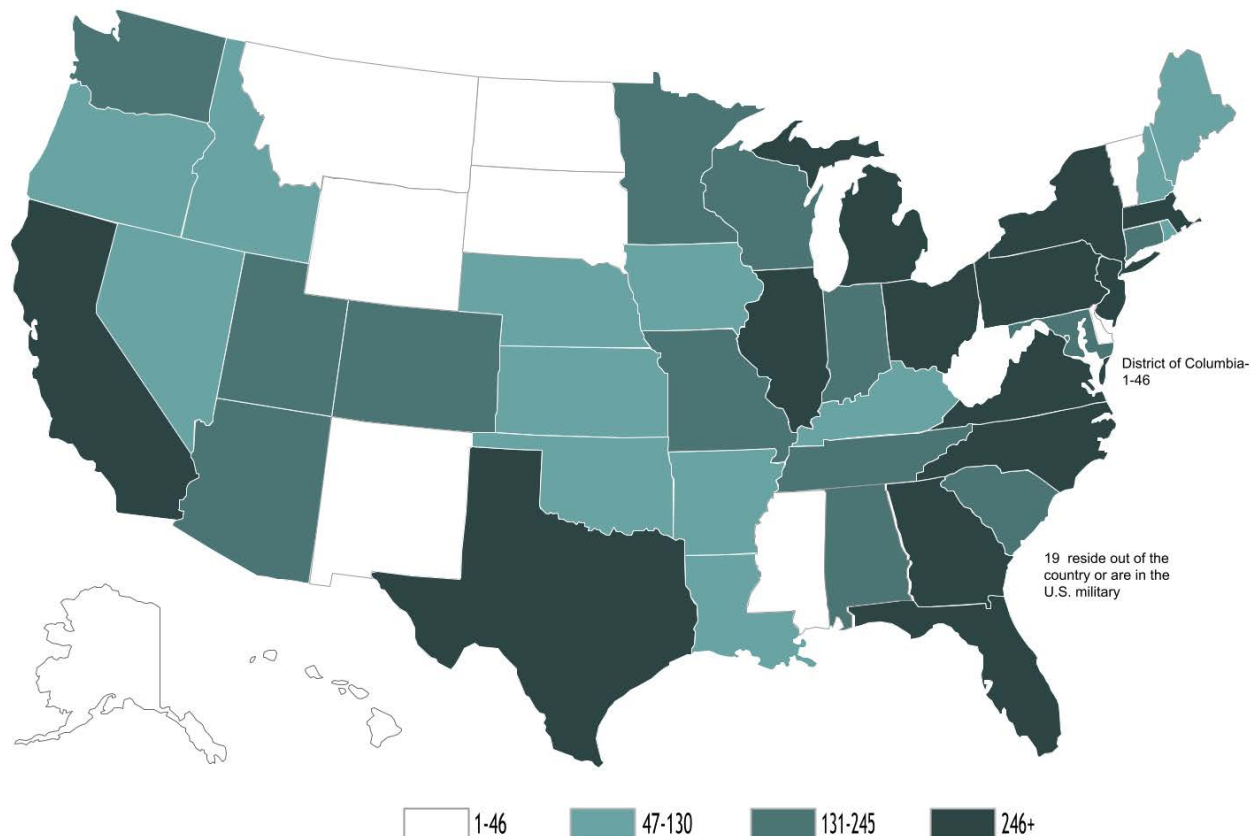 District of Columbia-
1-46
19 reside out of the
country or are in the
U.S. military
1-46
47-130
131-245
246+